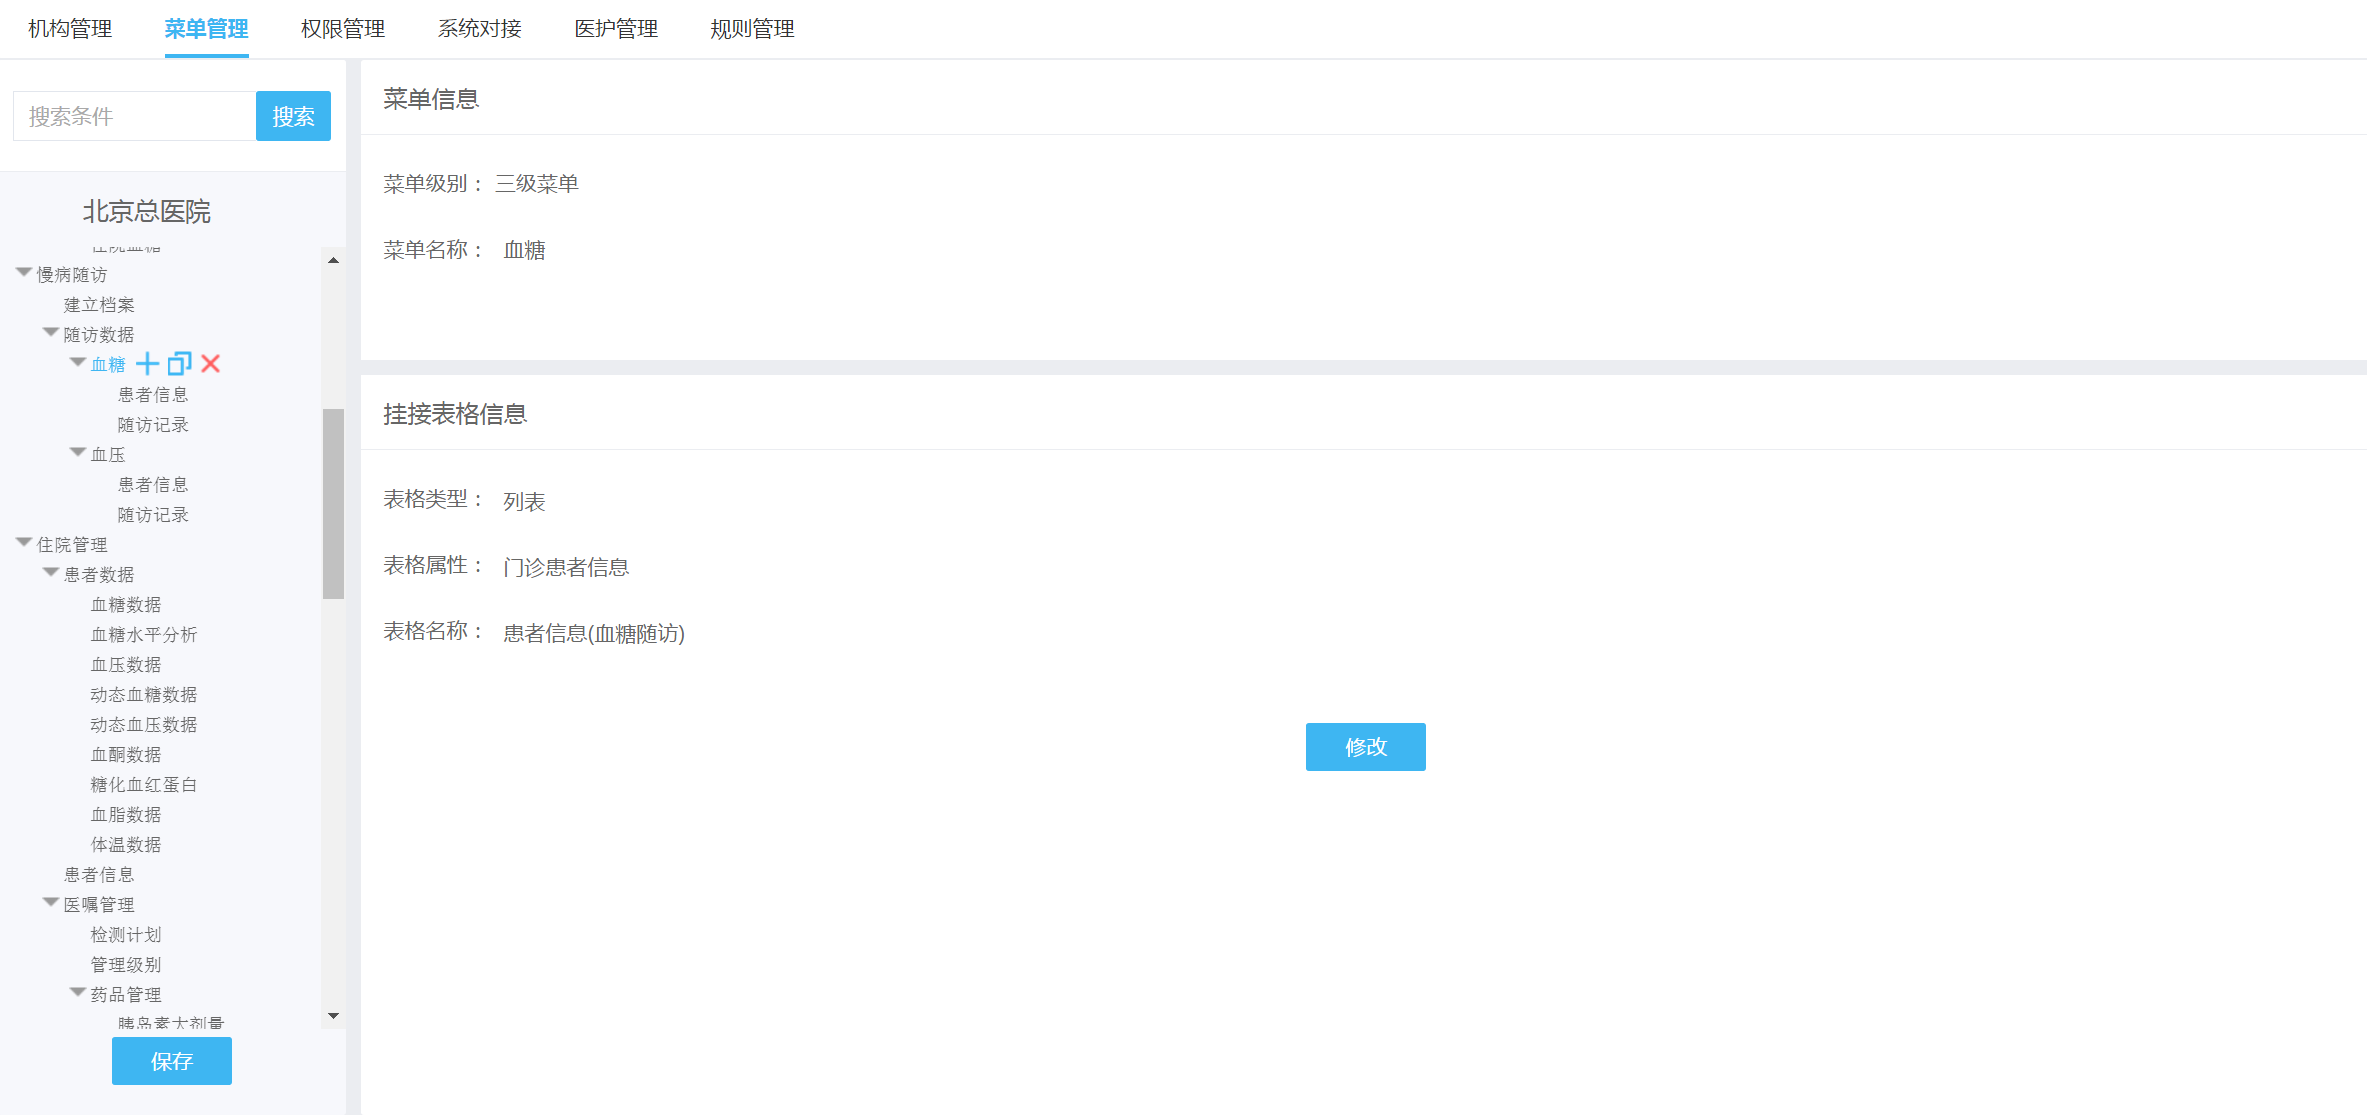 机构管理 菜单管理 权限管理 系统对接 医护管理 规则管理
搜索条件 搜索
北京总医院
住院血糖
慢病随访
建立档案
随访数据
血糖
患者信息
随访记录
血压
患者信息
随访记录
住院管理
患者数据
血糖数据
血糖水平分析
血压数据
动态血糖数据
动态血压数据
血酮数据
糖化血红蛋白
血脂数据
体温数据
患者信息
医嘱管理
检测计划
管理级别
药品管理
胰岛素大剂量
保存
菜单信息
菜单级别： 三级菜单
菜单名称： 血糖
挂接表格信息
表格类型： 列表
表格属性： 门诊患者信息
表格名称： 患者信息(血糖随访)
修改